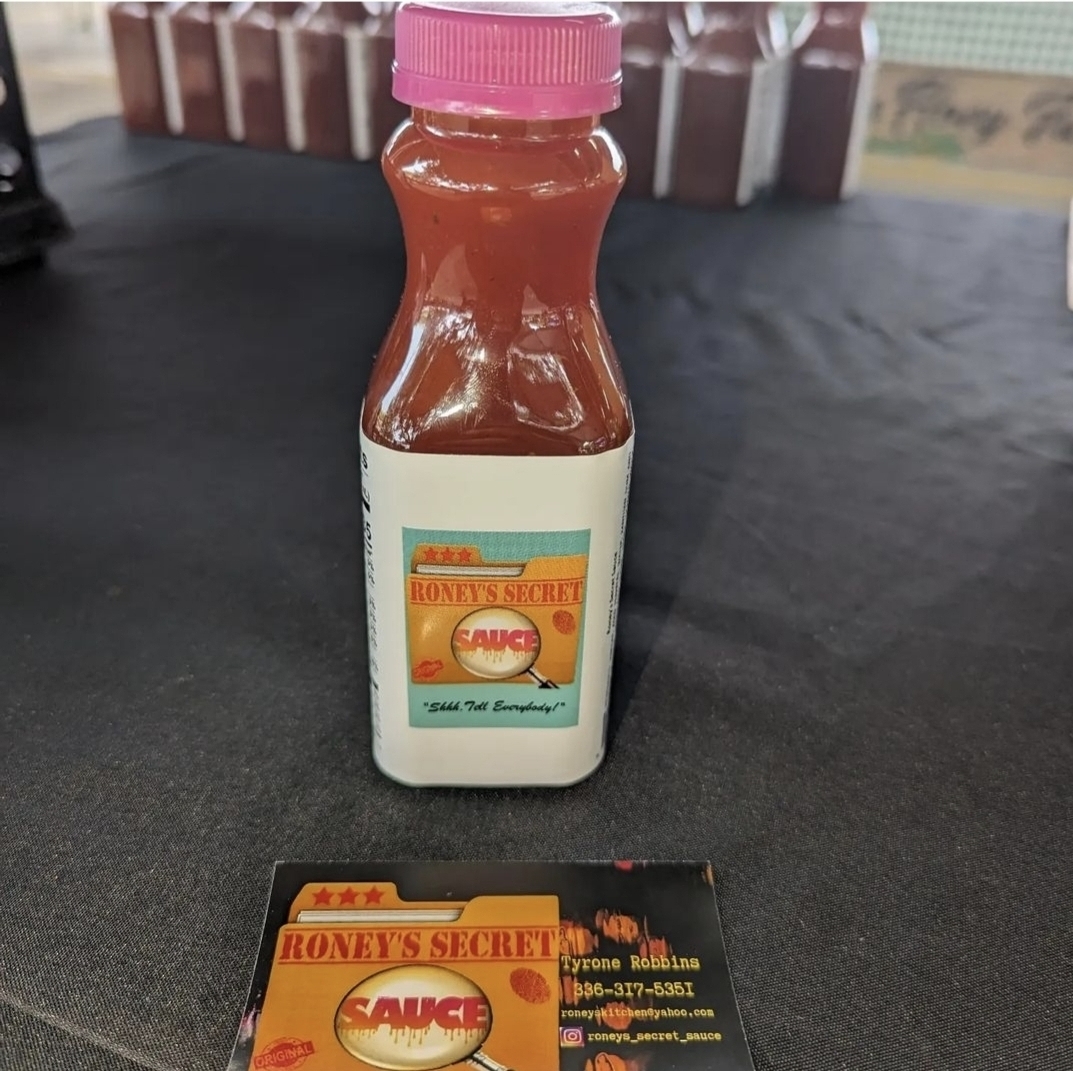 RONEY'S SECRET
SAUCE
"Shhh. Tell Everybody!"
RONEY'S SECRET
SAUCE
ORIGINAL
Tyrone Robbins
336-317-5351
roneyskitchen@yahoo.com
roneys_secret_sauce